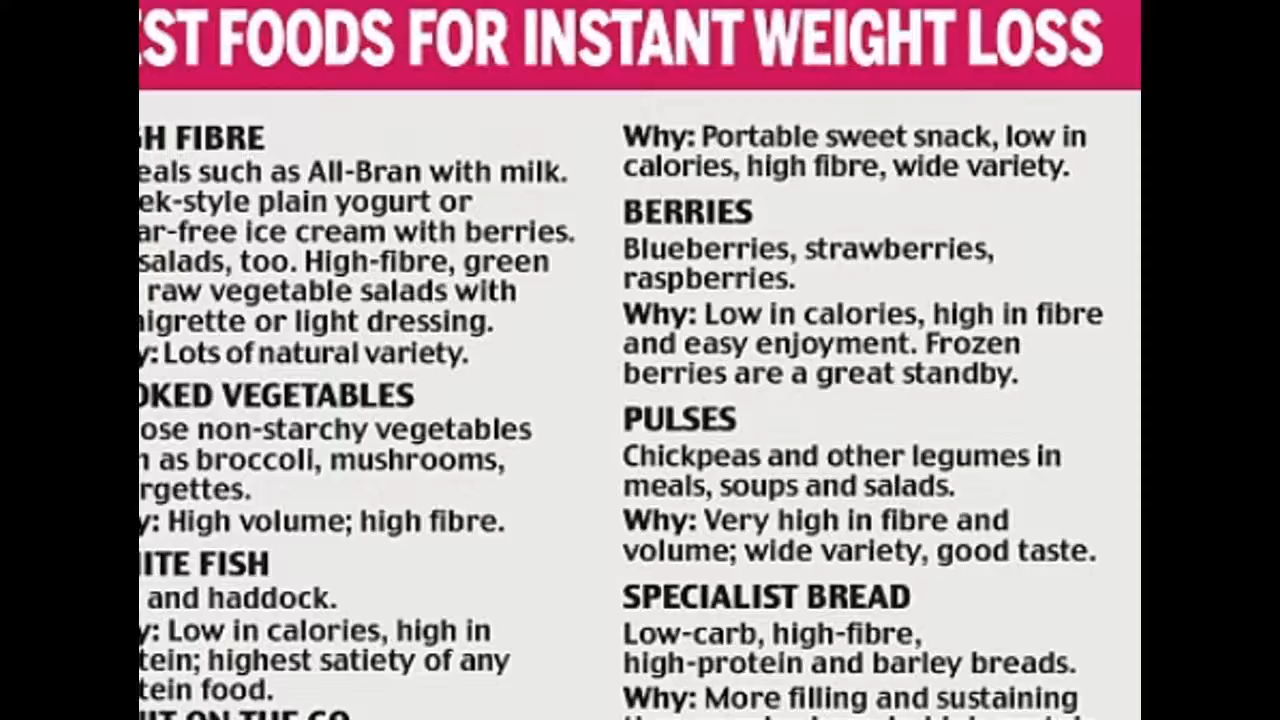 EST FOODS FOR INSTANT WEIGHT LOSS
GH FIBRE
eals such as All-Bran with milk.
ek-style plain yogurt or
ar-free ice cream with berries.
salads, too. High-fibre, green
raw vegetable salads with
aigrette or light dressing.
y: Lots of natural variety.
OKED VEGETABLES
ose non-starchy vegetables
h as broccoli, mushrooms,
rgettes.
y: High volume; high fibre.
ITE FISH
and haddock.
y: Low in calories, high in
tein; highest satiety of any
tein food.
UIT ON THE GO
Why: Portable sweet snack, low in
calories, high fibre, wide variety.
BERRIES
Blueberries, strawberries,
raspberries.
Why: Low in calories, high in fibre
and easy enjoyment. Frozen
berries are a great standby.
PULSES
Chickpeas and other legumes in
meals, soups and salads.
Why: Very high in fibre and
volume; wide variety, good taste.
SPECIALIST BREAD
Low-carb, high-fibre,
high-protein and barley breads.
Why: More filling and sustaining